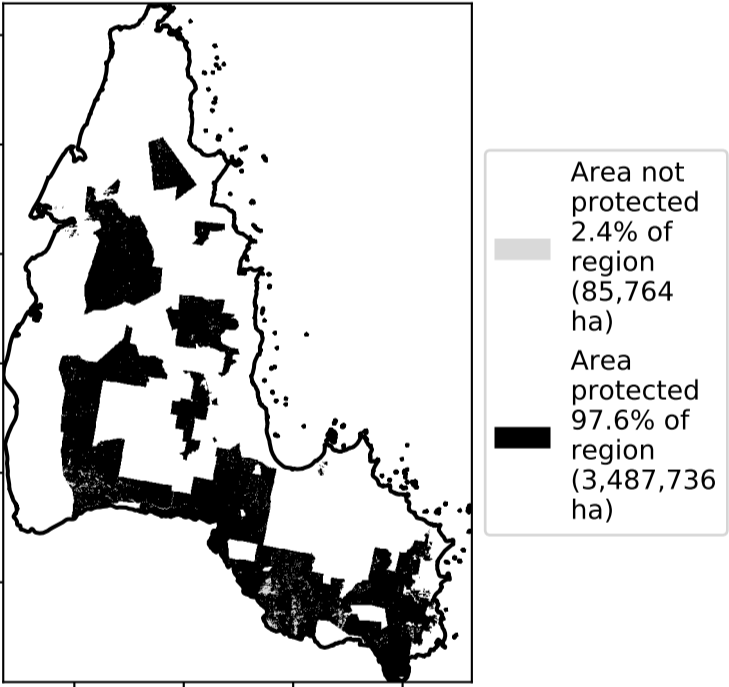 Area not
protected
2.4% of
region
(85,764
ha)
Area
protected
97.6% of
region
(3,487,736
ha)